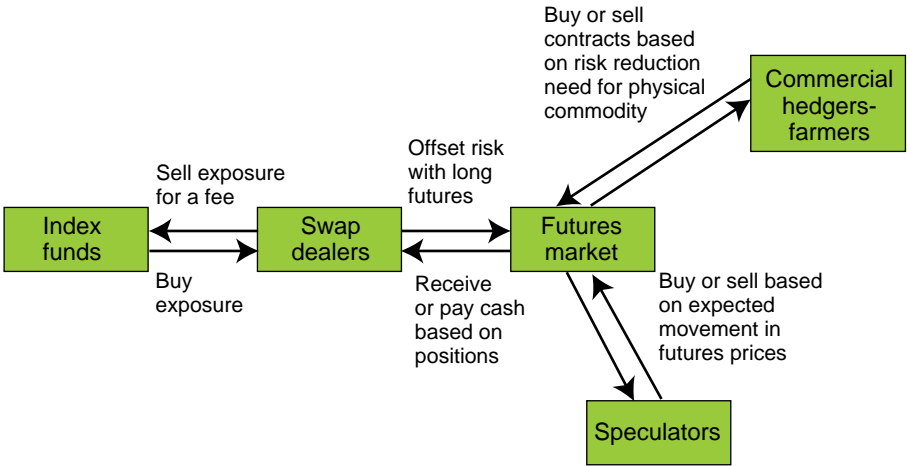 Buy or sell
contracts based
on risk reduction
need for physical
commodity
Commercial
hedgers-
farmers
Sell exposure
for a fee
Offset risk
with long
futures
Index
funds
Swap
dealers
Futures
market
Buy
exposure
Receive
or pay cash
based on
positions
Buy or sell based
on expected
movement in
futures prices
Speculators